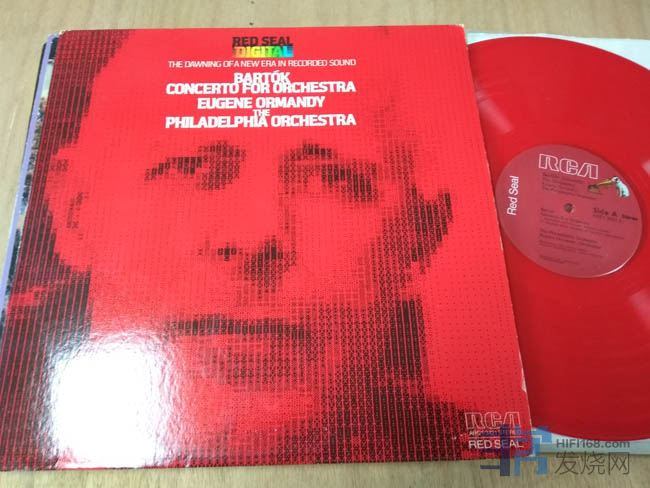 RED SEAL
DIGITAL
THE DAWNING OF A NEW ERA IN RECORDED SOUND
BARTÓK
CONCERTO FOR ORCHESTRA
EUGENE ORMANDY
THE
PHILADELPHIA ORCHESTRA
RCA
RED SEAL
RCA
Red Seal
Side A
Stereo
HIFI168.com
发烧网